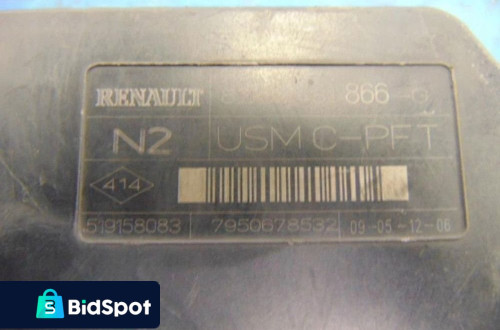 RENAULT 866-G
N2 USM C-PFT
414
519158083 7950678532 09-05-12-06
BidSpot